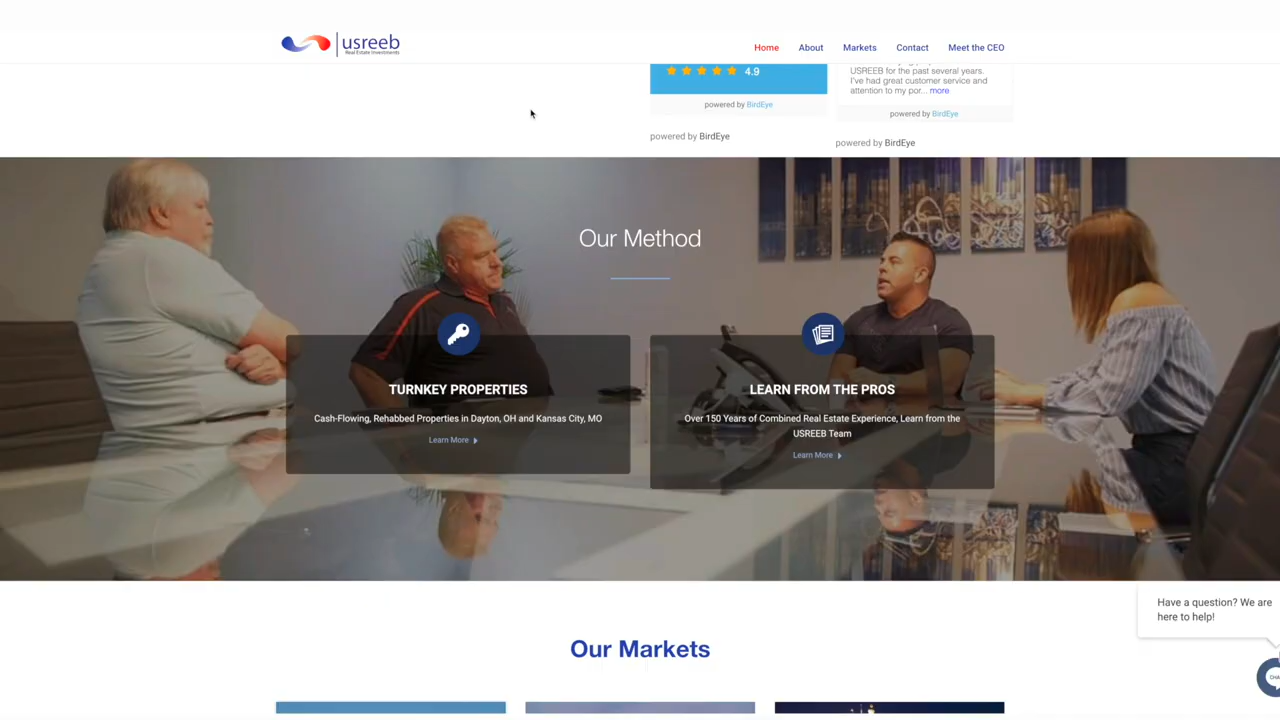 usreeb
Real Estate Investments
Home
About
Markets
Contact
Meet the CEO
4.9
powered by BirdEye
powered by BirdEye
USREEB for the past several years.
I've had great customer service and
attention to my por... more
powered by BirdEye
powered by BirdEye
Our Method
TURNKEY PROPERTIES
Cash-Flowing, Rehabbed Properties in Dayton, OH and Kansas City, MO
Learn More
LEARN FROM THE PROS
Over 150 Years of Combined Real Estate Experience, Learn from the
USREEB Team
Learn More
Our Markets
Have a question? We are
here to help!